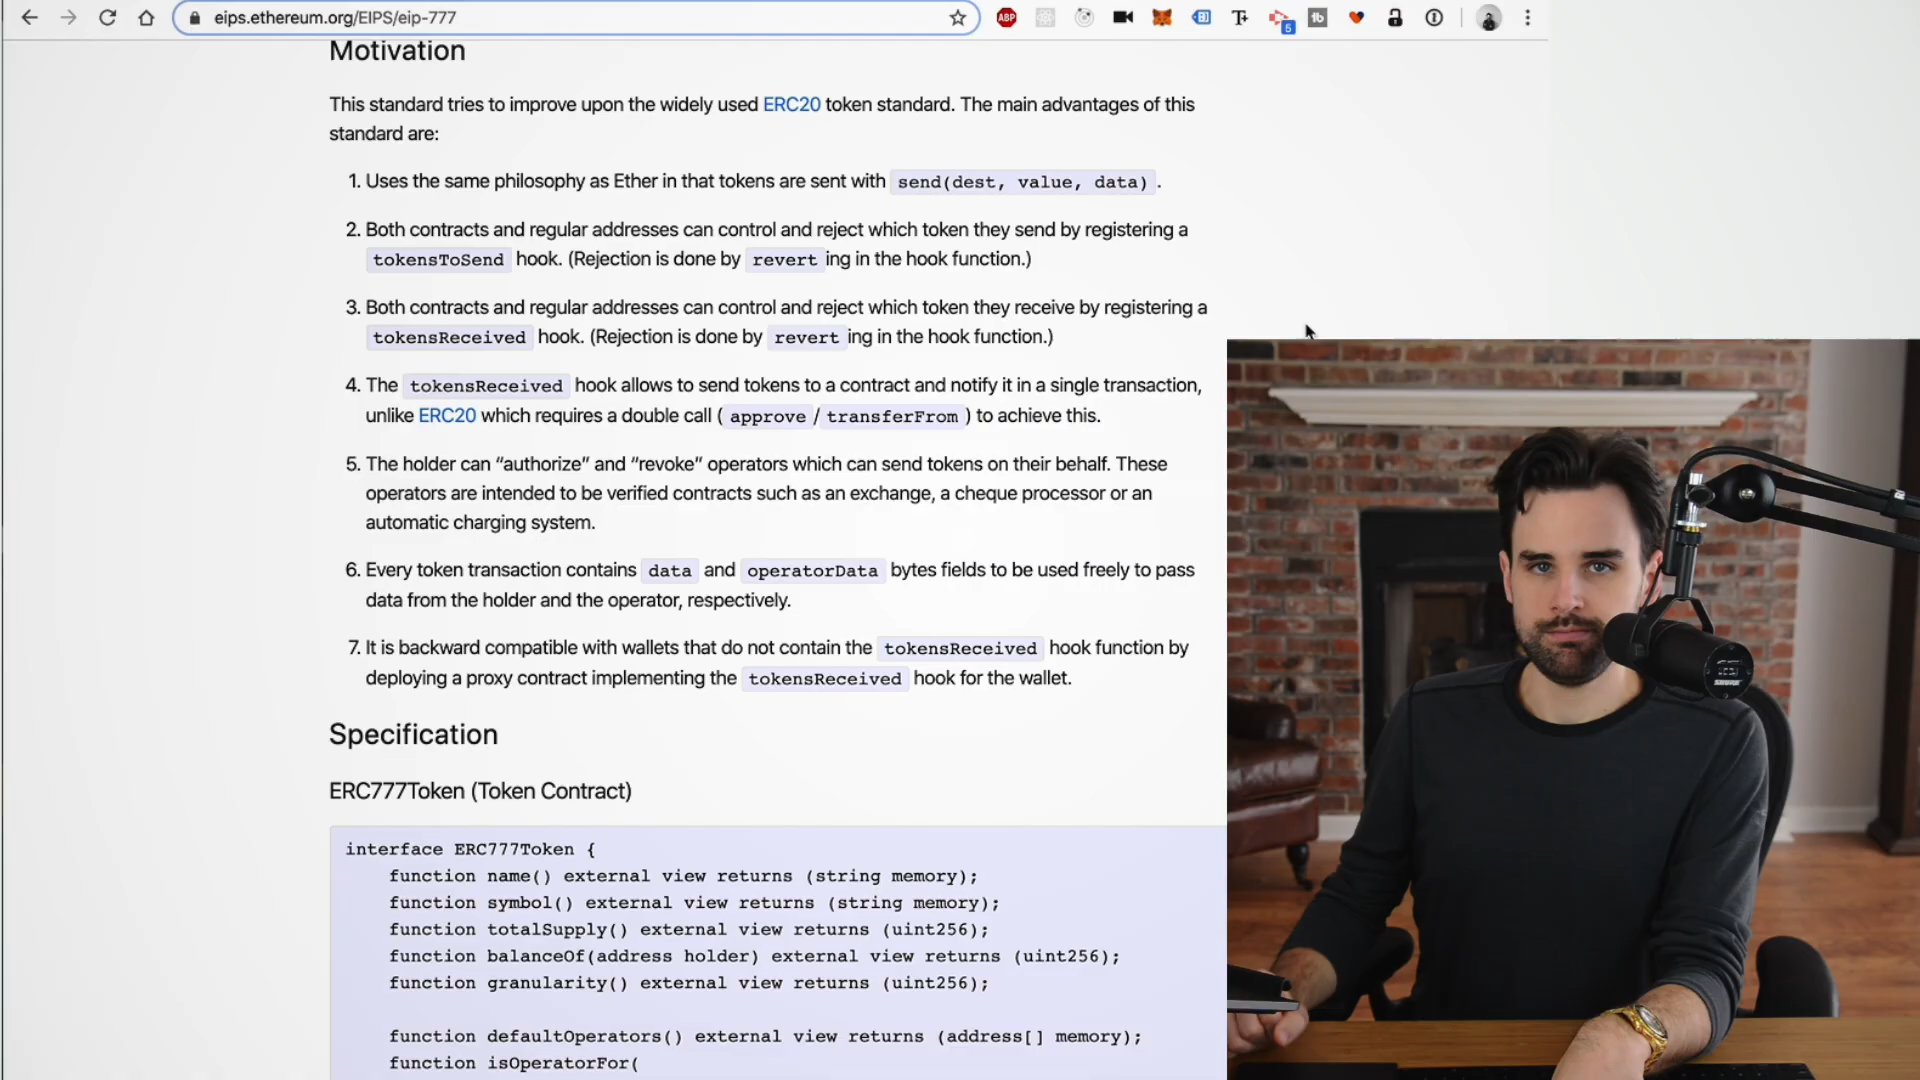 eips.ethereum.org/EIPS/eip-777
ABP
5
tb
Motivation
This standard tries to improve upon the widely used ERC20 token standard. The main advantages of this
standard are:
1. Uses the same philosophy as Ether in that tokens are sent with send(dest, value, data) .
2. Both contracts and regular addresses can control and reject which token they send by registering a
tokensToSend hook. (Rejection is done by revert ing in the hook function.)
3. Both contracts and regular addresses can control and reject which token they receive by registering a
tokensReceived hook. (Rejection is done by revert ing in the hook function.)
4. The tokensReceived hook allows to send tokens to a contract and notify it in a single transaction,
unlike ERC20 which requires a double call ( approve / transferFrom ) to achieve this.
5. The holder can “authorize” and “revoke” operators which can send tokens on their behalf. These
operators are intended to be verified contracts such as an exchange, a cheque processor or an
automatic charging system.
6. Every token transaction contains data and operatorData bytes fields to be used freely to pass
data from the holder and the operator, respectively.
7. It is backward compatible with wallets that do not contain the tokensReceived hook function by
deploying a proxy contract implementing the tokensReceived hook for the wallet.
Specification
ERC777Token (Token Contract)
interface ERC777Token {
function name() external view returns (string memory);
function symbol() external view returns (string memory);
function totalSupply() external view returns (uint256);
function balanceOf(address holder) external view returns (uint256);
function granularity() external view returns (uint256);
function defaultOperators() external view returns (address[] memory);
function isOperatorFor(
SHURE